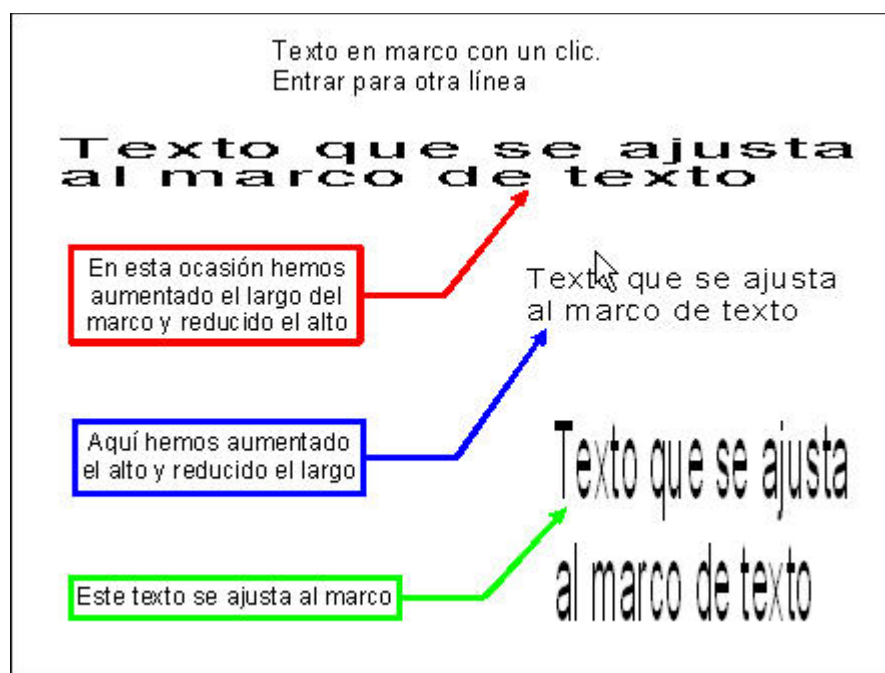 Texto en marco con un clic.
Entrar para otra línea
Texto que se ajusta
al marco de texto
En esta ocasión hemos
aumentado el largo del
marco y reducido el alto
Texto que se ajusta
al marco de texto
Aquí hemos aumentado
el alto y reducido el largo
Texto que se ajusta
al marco de texto
Este texto se ajusta al marco